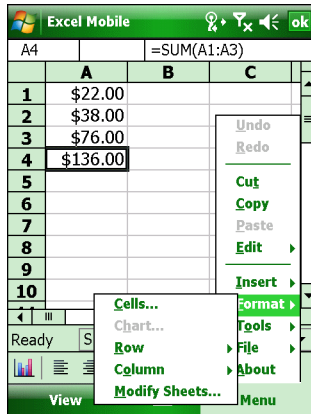 Excel Mobile ok
A4 =SUM(A1:A3)
A B C
1 $22.00
2 $38.00
3 $76.00
4 $136.00
5
6
7
8
9
10
Undo
Redo
Cut
Copy
Paste
Edit
Insert
Format
Tools
File
About
Cells...
Chart...
Row
Column
Modify Sheets...
Ready S
View Menu